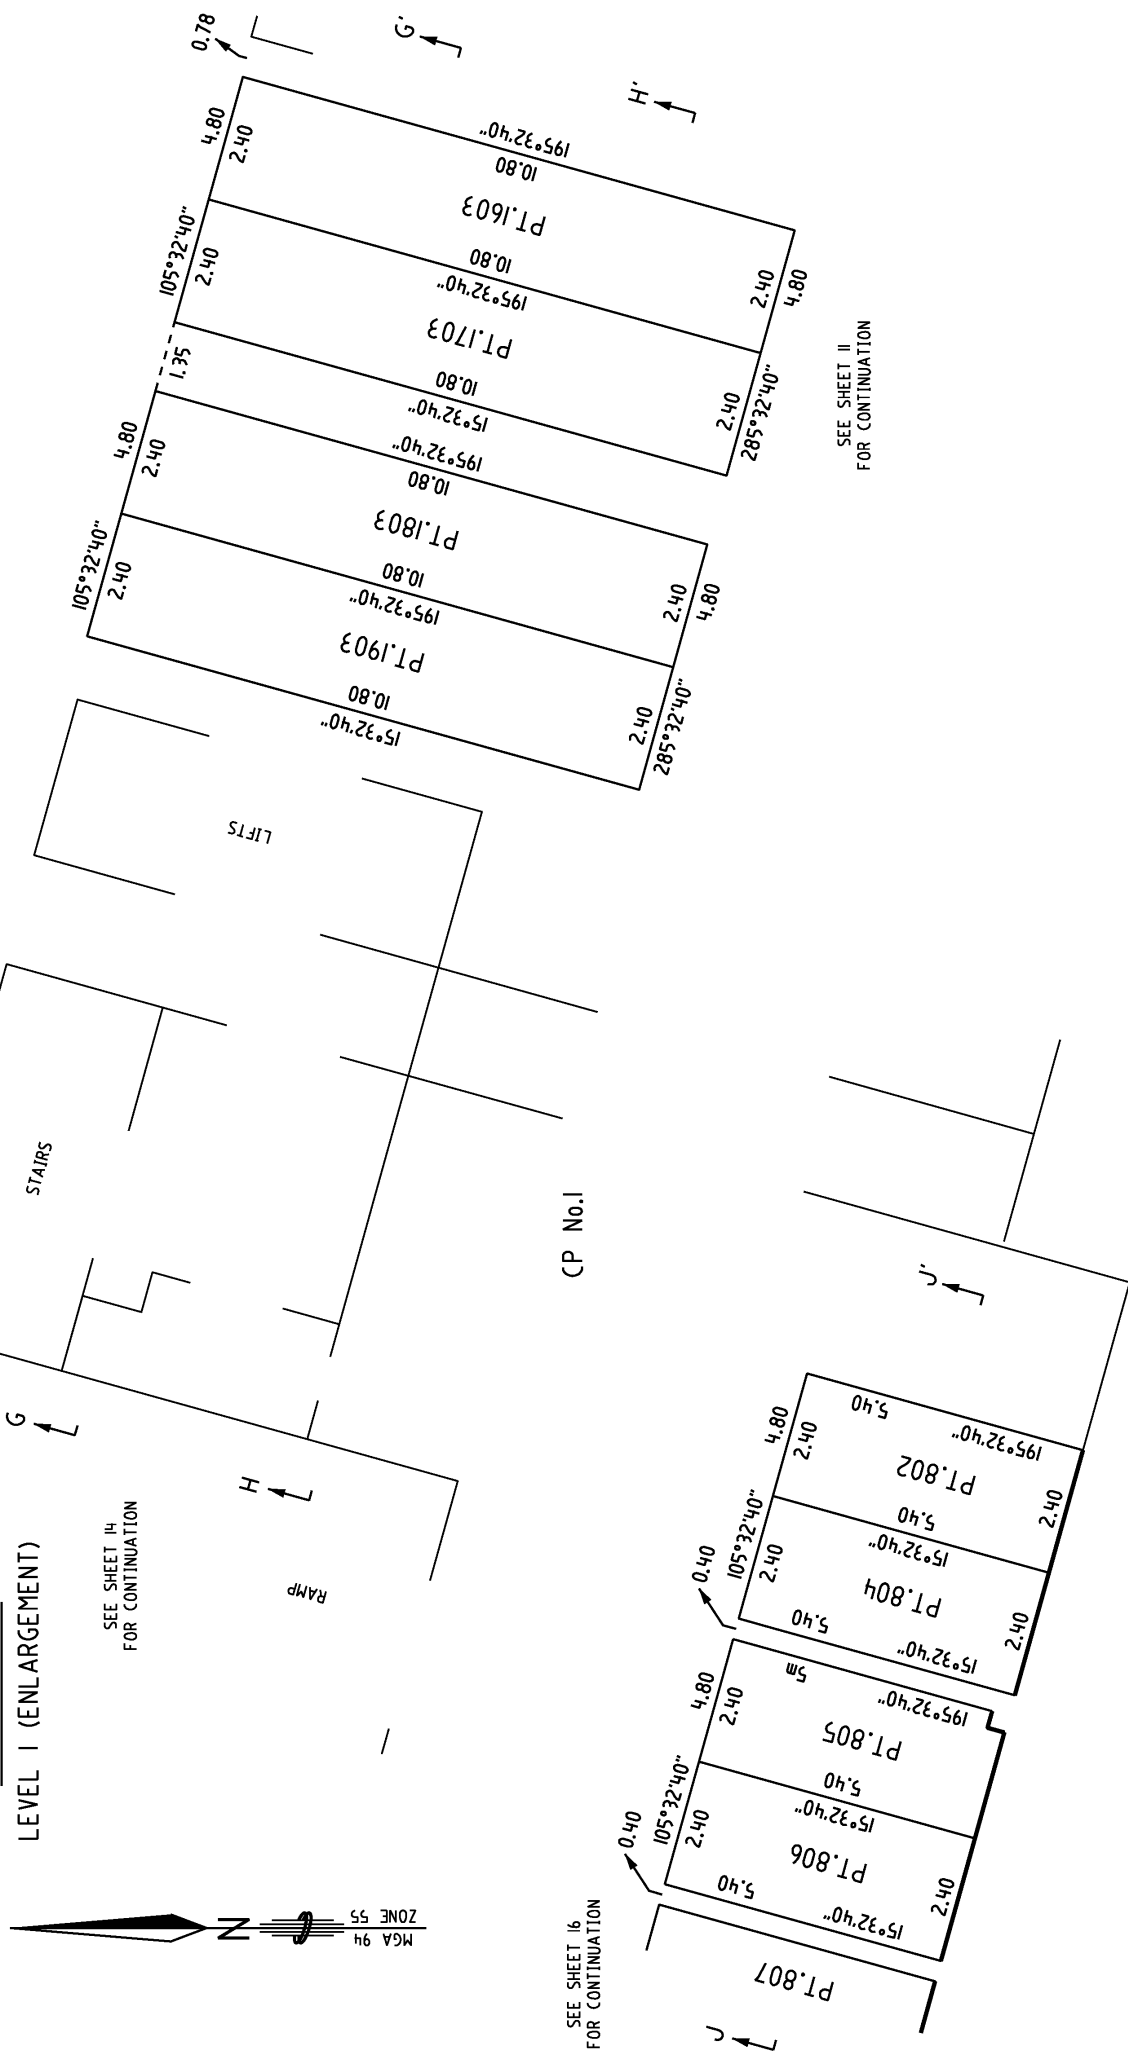 LEVEL 1 (ENLARGEMENT)
SEE SHEET 14
FOR CONTINUATION
MGA 94
ZONE 55
N
G
G'
H
H'
J
J'
STAIRS
LIFTS
RAMP
CP No.1
SEE SHEET 11
FOR CONTINUATION
SEE SHEET 16
FOR CONTINUATION
0.78
4.80
2.40
105°32'40"
2.40
195°32'40"
10.80
PT.1603
10.80
195°32'40"
PT.1703
10.80
15°32'40"
2.40
4.80
2.40
285°32'40"
1.35
4.80
2.40
105°32'40"
2.40
195°32'40"
10.80
PT.1803
10.80
195°32'40"
PT.1903
10.80
15°32'40"
2.40
4.80
2.40
285°32'40"
4.80
2.40
105°32'40"
2.40
0.40
5.40
195°32'40"
PT.802
5.40
15°32'40"
PT.804
5.40
15°32'40"
2.40
2.40
4.80
2.40
105°32'40"
2.40
0.40
5m
195°32'40"
PT.805
5.40
15°32'40"
PT.806
5.40
15°32'40"
2.40
PT.807